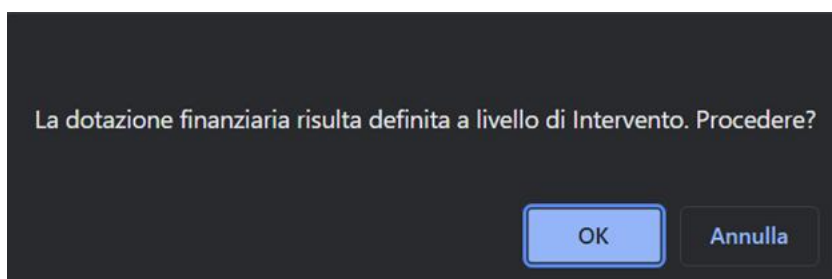 La dotazione finanziaria risulta definita a livello di Intervento. Procedere?
OK
Annulla